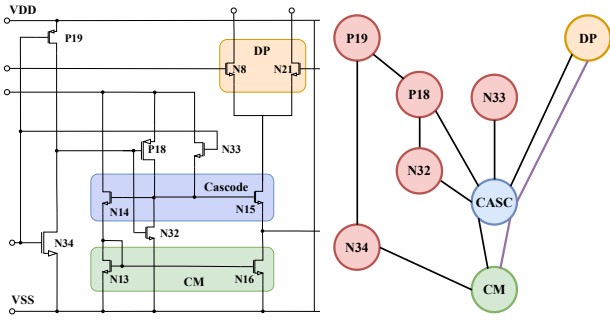 VDD
P19
DP
N8
N21
P18
N33
Cascode
N14
N15
N34
N32
N13
CM
N16
VSS
P19
DP
P18
N33
N32
CASC
N34
CM